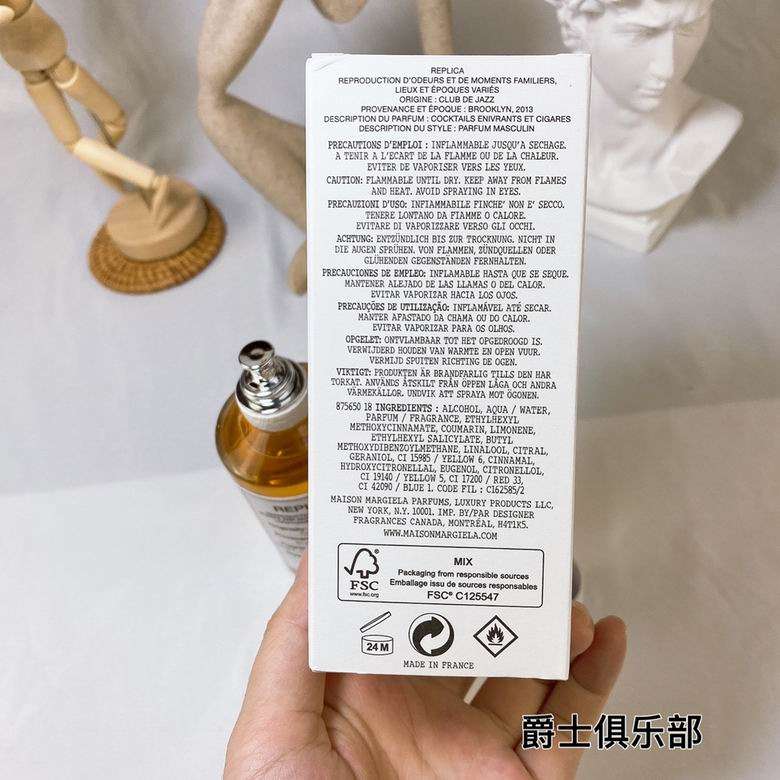 REPLICA
REPRODUCTION D'ODEURS ET DE MOMENTS FAMILIERS,
LIEUX ET ÉPOQUES VARIÉS
ORIGINE : CLUB DE JAZZ
PROVENANCE ET ÉPOQUE : BROOKLYN, 2013
DESCRIPTION DU PARFUM : COCKTAILS ENIVRANTS ET CIGARES
DESCRIPTION DU STYLE : PARFUM MASCULIN
PRECAUTIONS D'EMPLOI : INFLAMMABLE JUSQU'A SECHAGE.
A TENIR A L'ECART DE LA FLAMME OU DE LA CHALEUR.
EVITER DE VAPORISER VERS LES YEUX.
CAUTION: FLAMMABLE UNTIL DRY. KEEP AWAY FROM FLAMES
AND HEAT. AVOID SPRAYING IN EYES.
PRECAUZIONI D'USO: INFIAMMABILE FINCHE' NON E' SECCO.
TENERE LONTANO DA FIAMME O CALORE.
EVITARE DI VAPORIZZARE VERSO GLI OCCHI.
ACHTUNG: ENTZÜNDLICH BIS ZUR TROCKNUNG. NICHT IN
DIE AUGEN SPRÜHEN. VON FLAMMEN, ZÜNDQUELLEN ODER
GLÜHENDEN GEGENSTÄNDEN FERNHALTEN.
PRECAUCIONES DE EMPLEO: INFLAMABLE HASTA QUE SE SEQUE.
MANTENER ALEJADO DE LAS LLAMAS O DEL CALOR.
EVITAR VAPORIZAR HACIA LOS OJOS.
PRECAUÇÕES DE UTILIZAÇÃO: INFLAMÁVEL ATÉ SECAR.
MANTER AFASTADO DA CHAMA OU DO CALOR.
EVITAR VAPORIZAR PARA OS OLHOS.
OPGELET: ONTVLAMBAAR TOT HET OPGEDROOGD IS.
VERWIJDERD HOUDEN VAN WARMTE EN OPEN VUUR.
VERMIJD SPUITEN RICHTING DE OGEN.
VIKTIGT: PRODUKTEN ÄR BRANDFARLIG TILLS DEN HAR
TORKAT. ANVÄNDS ÅTSKILT FRÅN ÖPPEN LÅGA OCH ANDRA
VÄRMEKÄLLOR. UNDVIK ATT SPRAYA MOT ÖGONEN.
875650 18 INGREDIENTS : ALCOHOL, AQUA / WATER,
PARFUM / FRAGRANCE, ETHYLHEXYL
METHOXYCINNAMATE, COUMARIN, LIMONENE,
ETHYLHEXYL SALICYLATE, BUTYL
METHOXYDIBENZOYLMETHANE, LINALOOL, CITRAL,
GERANIOL, CI 15985 / YELLOW 6, CINNAMAL,
HYDROXYCITRONELLAL, EUGENOL, CITRONELLOL,
CI 19140 / YELLOW 5, CI 17200 / RED 33,
CI 42090 / BLUE 1. CODE FIL : C162585/2
MAISON MARGIELA PARFUMS, LUXURY PRODUCTS LLC,
NEW YORK, N.Y. 10001. IMP. BY/PAR DESIGNER
FRAGRANCES CANADA, MONTRÉAL, H4T1K5.
WWW.MAISONMARGIELA.COM
FSC
www.fsc.org
MIX
Packaging from responsible sources
Emballage issu de sources responsables
FSC® C125547
24 M
MADE IN FRANCE
REP
爵士俱乐部